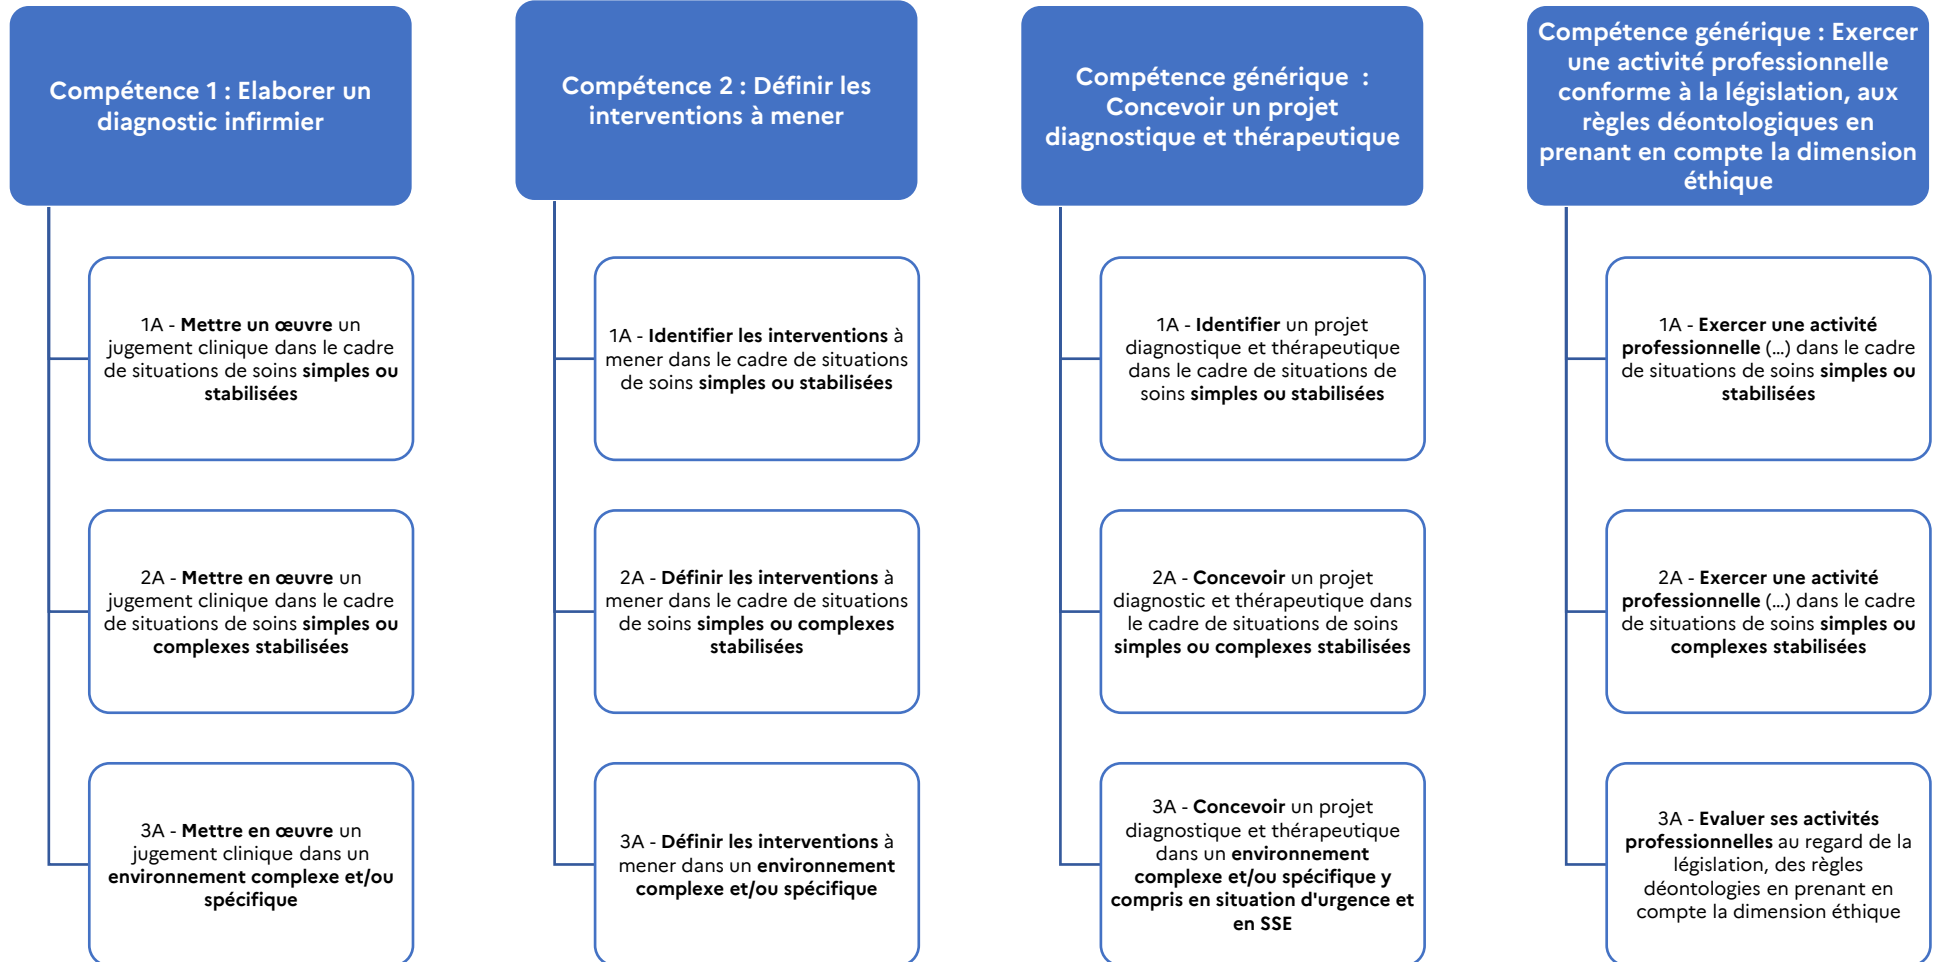 Compétence 1 : Elaborer un
diagnostic infirmier
1A - Mettre un œuvre un
jugement clinique dans le cadre
de situations de soins simples ou
stabilisées
2A - Mettre en œuvre un
jugement clinique dans le cadre
de situations de soins simples ou
complexes stabilisées
3A - Mettre en œuvre un
jugement clinique dans un
environnement complexe et/ou
spécifique
Compétence 2 : Définir les
interventions à mener
1A - Identifier les interventions à
mener dans le cadre de situations
de soins simples ou stabilisées
2A - Définir les interventions à
mener dans le cadre de situations
de soins simples ou complexes
stabilisées
3A - Définir les interventions à
mener dans un environnement
complexe et/ou spécifique
Compétence générique :
Concevoir un projet
diagnostique et thérapeutique
1A - Identifier un projet
diagnostique et thérapeutique
dans le cadre de situations de
soins simples ou stabilisées
2A - Concevoir un projet
diagnostic et thérapeutique dans
le cadre de situations de soins
simples ou complexes stabilisées
3A - Concevoir un projet
diagnostique et thérapeutique
dans un environnement
complexe et/ou spécifique y
compris en situation d'urgence et
en SSE
Compétence générique : Exercer
une activité professionnelle
conforme à la législation, aux
règles déontologiques en
prenant en compte la dimension
éthique
1A - Exercer une activité
professionnelle (…) dans le cadre
de situations de soins simples ou
stabilisées
2A - Exercer une activité
professionnelle (…) dans le cadre
de situations de soins simples ou
complexes stabilisées
3A - Evaluer ses activités
professionnelles au regard de la
législation, des règles
déontologies en prenant en
compte la dimension éthique